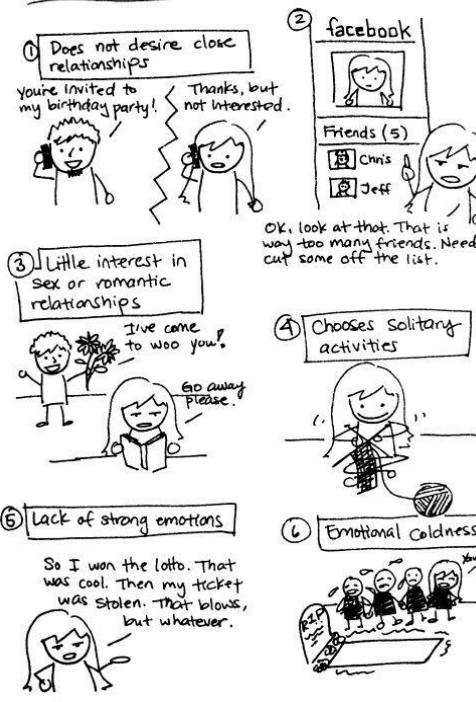 1 Does not desire close
relationships
You're invited to
my birthday party!
Thanks, but
not interested.
2
facebook
Friends (5)
Chris
Jeff
OK, look at that. That is
way too many friends. Need
cut some off the list.
3 Little interest in
sex or romantic
relationships
I've come
to woo you!
Go away
please.
4 Chooses solitary
activities
5 Lack of strong emotions
So I won the lotto. That
was cool. Then my ticket
was stolen. That blows,
but whatever.
6 Emotional coldness
R.I.P